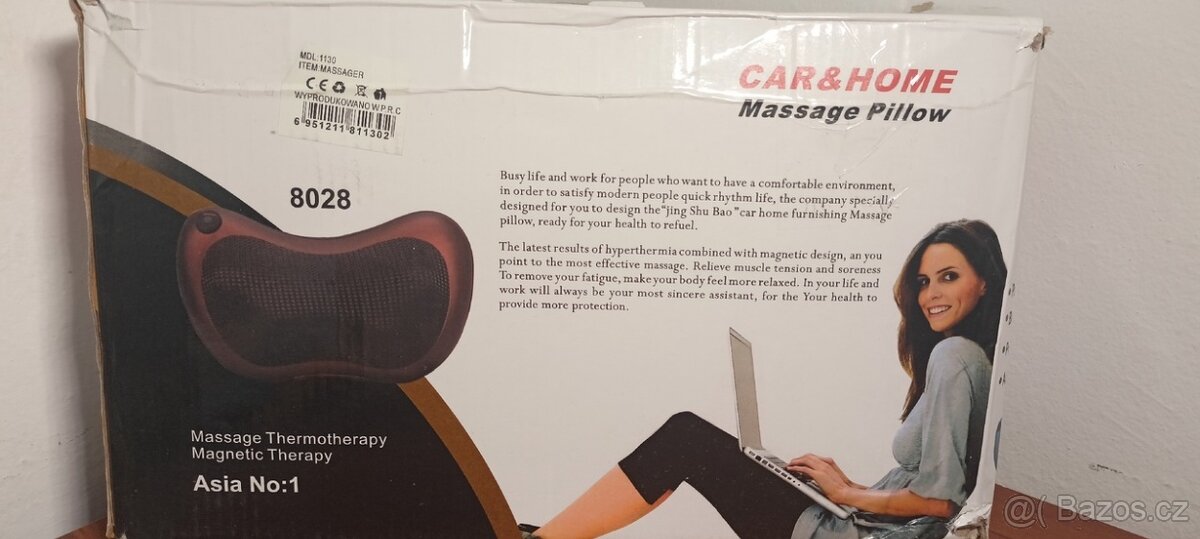 MDL:1130
ITEM:MASSAGER
CE
WYPRODUKOWANO W P.R.C
6 951211 811302
CAR&HOME
Massage Pillow
8028
Busy life and work for people who want to have a comfortable environment,
in order to satisfy modern people quick rhythm life, the company specially
designed for you to design the "jing Shu Bao "car home furnishing Massage
pillow, ready for your health to refuel.
The latest results of hyperthermia combined with magnetic design, an you
point to the most effective massage. Relieve muscle tension and soreness
To remove your fatigue, make your body feel more relaxed. In your life and
work will always be your most sincere assistant, for the Your health to
provide more protection.
Massage Thermotherapy
Magnetic Therapy
Asia No:1
@( Bazos.cz